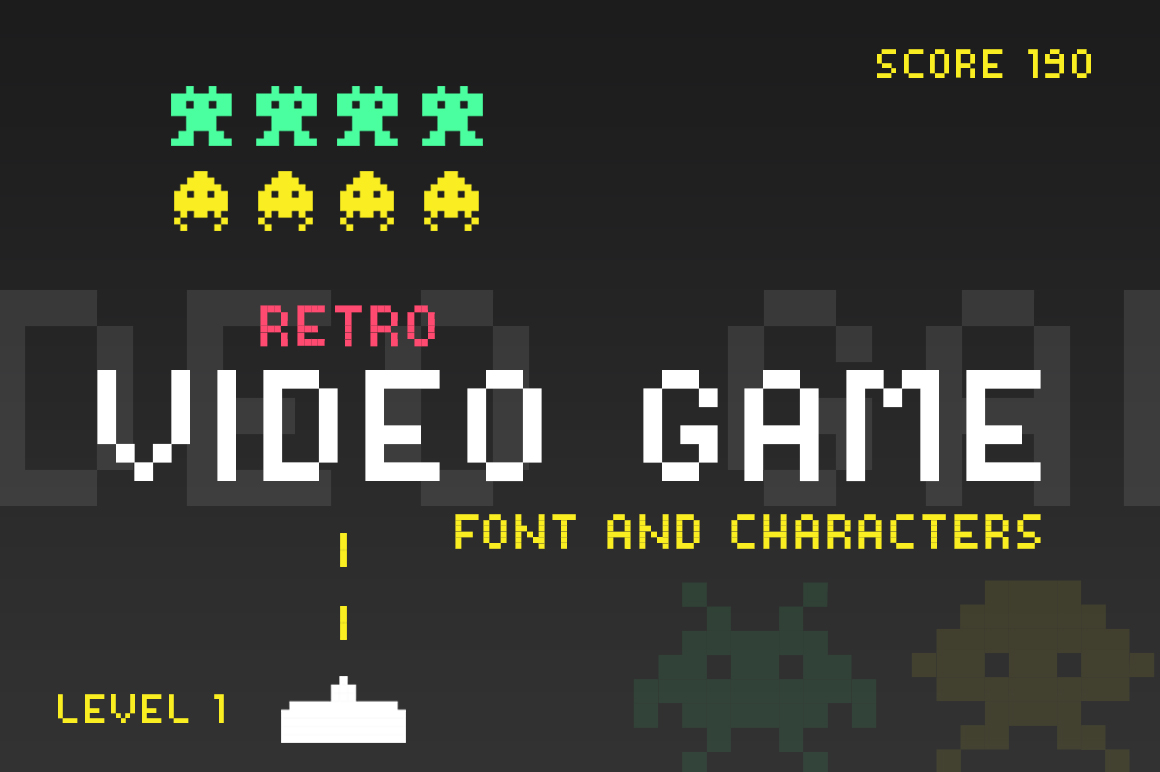 SCORE 190
RETRO
VIDEO GAME
FONT AND CHARACTERS
LEVEL 1